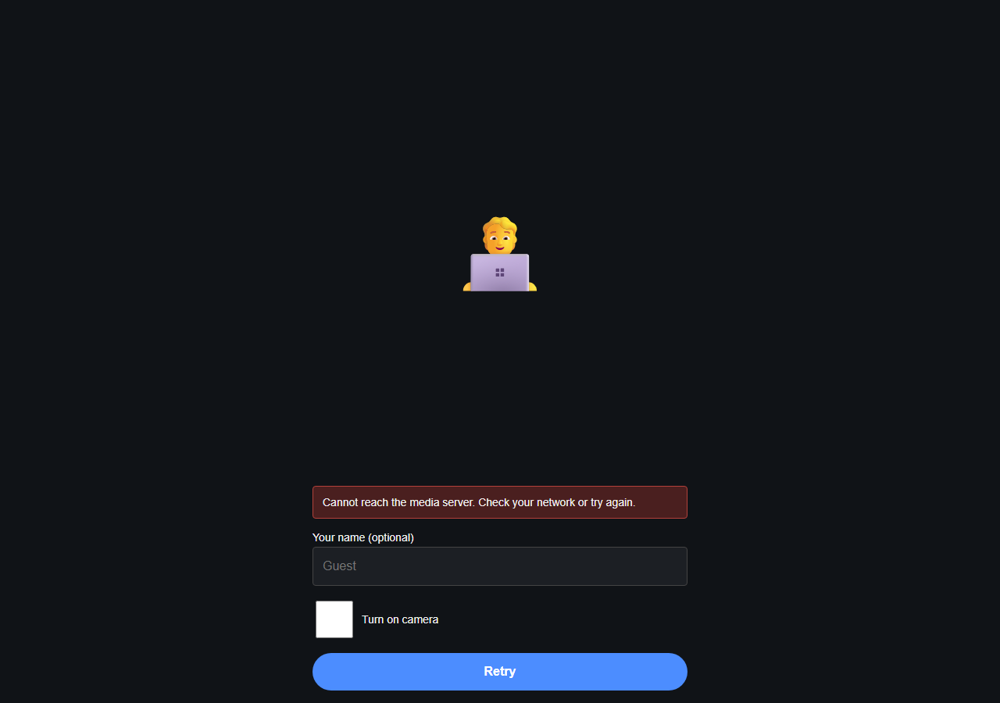 Cannot reach the media server. Check your network or try again.
Your name (optional)
Guest
Turn on camera
Retry